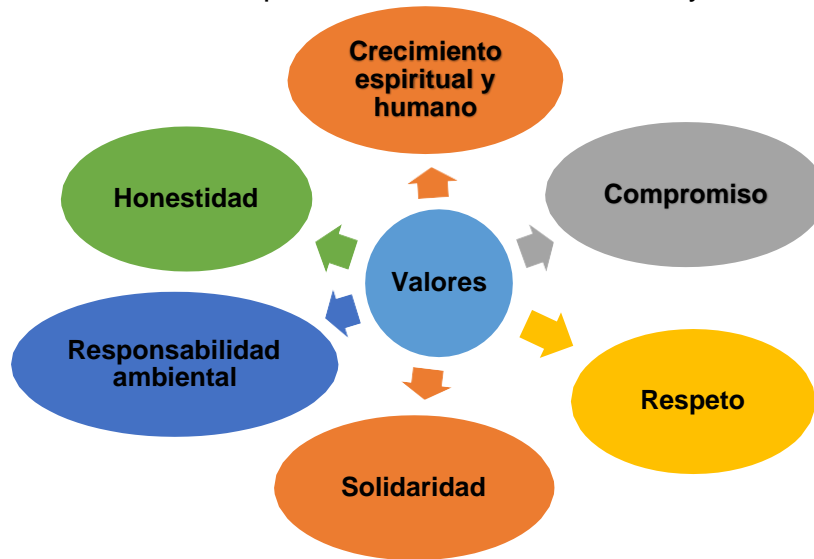 Crecimiento
espiritual y
humano
Honestidad
Compromiso
Valores
Responsabilidad
ambiental
Respeto
Solidaridad